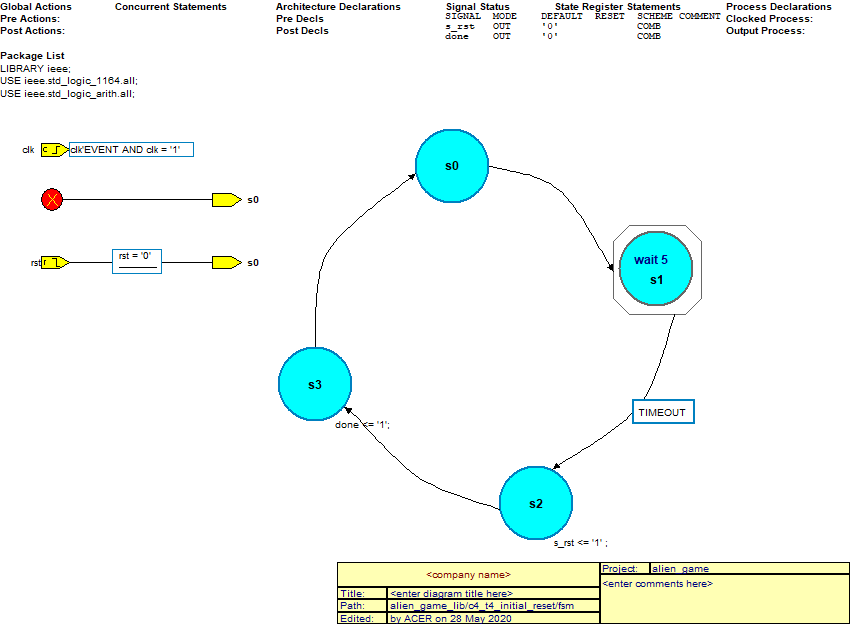 Global Actions
Pre Actions:
Post Actions:
Concurrent Statements
Architecture Declarations
Pre Decls
Post Decls
Signal Status
SIGNAL MODE DEFAULT RESET SCHEME COMMENT
s_rst OUT '0' COMB
done OUT '0' COMB
State Register Statements
Process Declarations
Clocked Process:
Output Process:
Package List
LIBRARY ieee;
USE ieee.std_logic_1164.all;
USE ieee.std_logic_arith.all;
clk
c
clk'EVENT AND clk = '1'
X
s0
rst
r
rst = '0'
s0
s0
wait 5
s1
TIMEOUT
s3
done <= '1';
s2
s_rst <= '1' ;
<company name>
Title: <enter diagram title here>
Path: alien_game_lib/c4_t4_initial_reset/fsm
Edited: by ACER on 28 May 2020
Project: alien_game
<enter comments here>